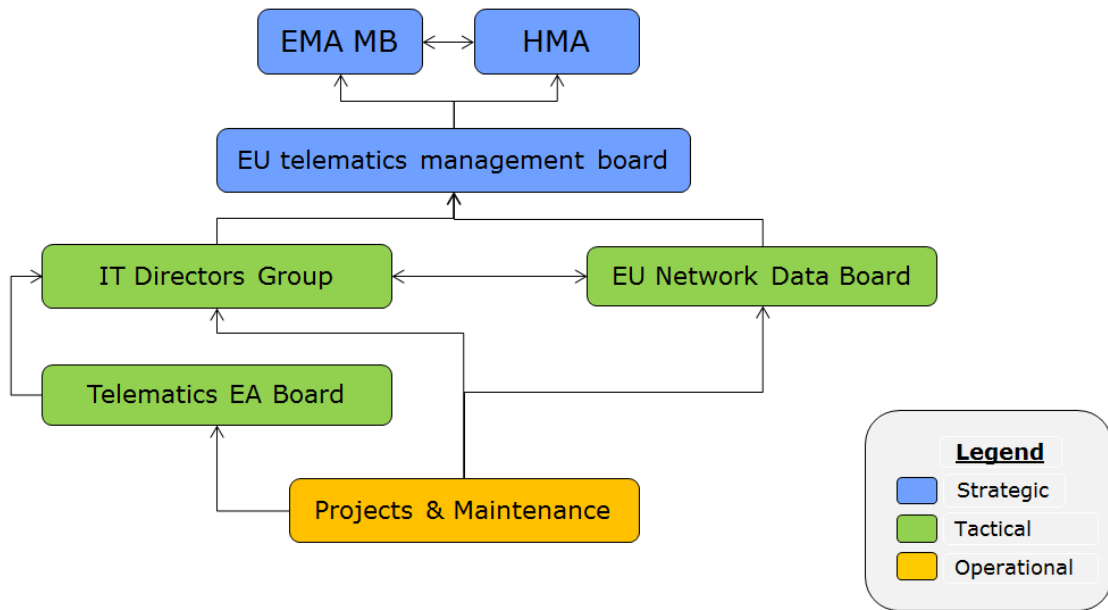 EMA MB
HMA
EU telematics management board
IT Directors Group
EU Network Data Board
Telematics EA Board
Projects & Maintenance
Legend
Strategic
Tactical
Operational